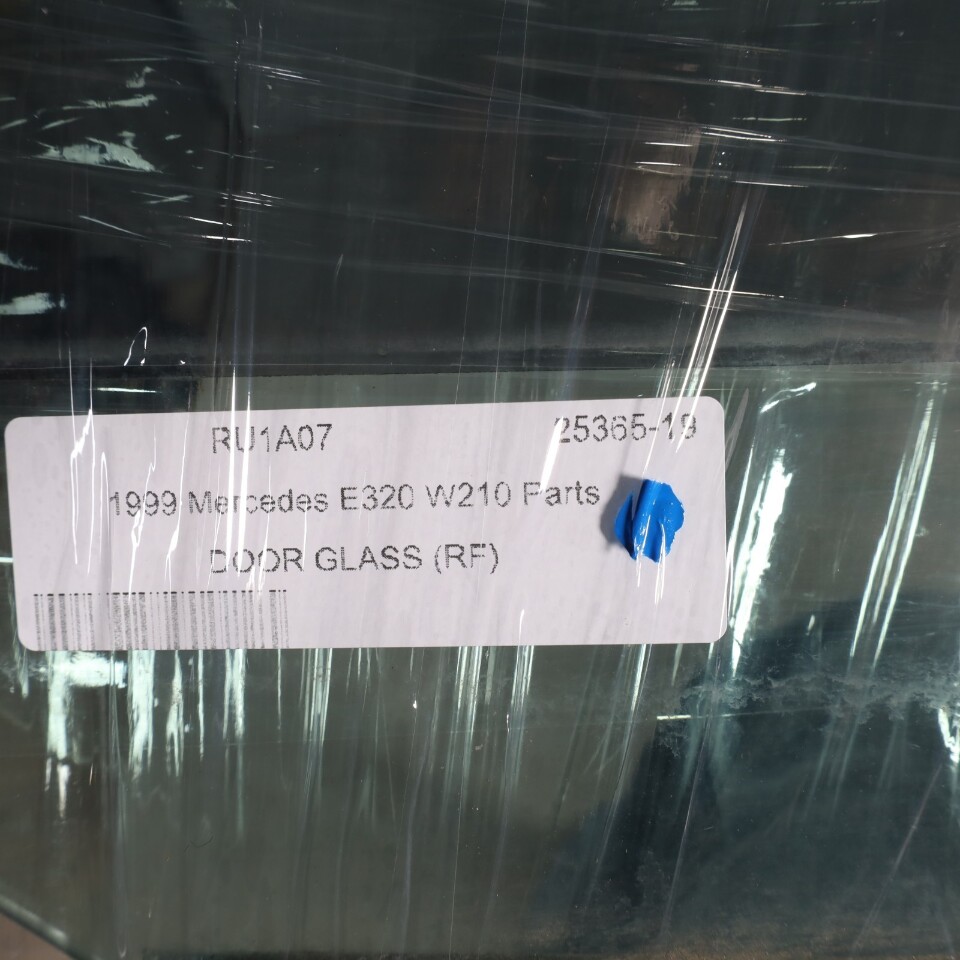 RU1A07 25365-19
1999 Mercedes E320 W210 Parts
DOOR GLASS (RF)